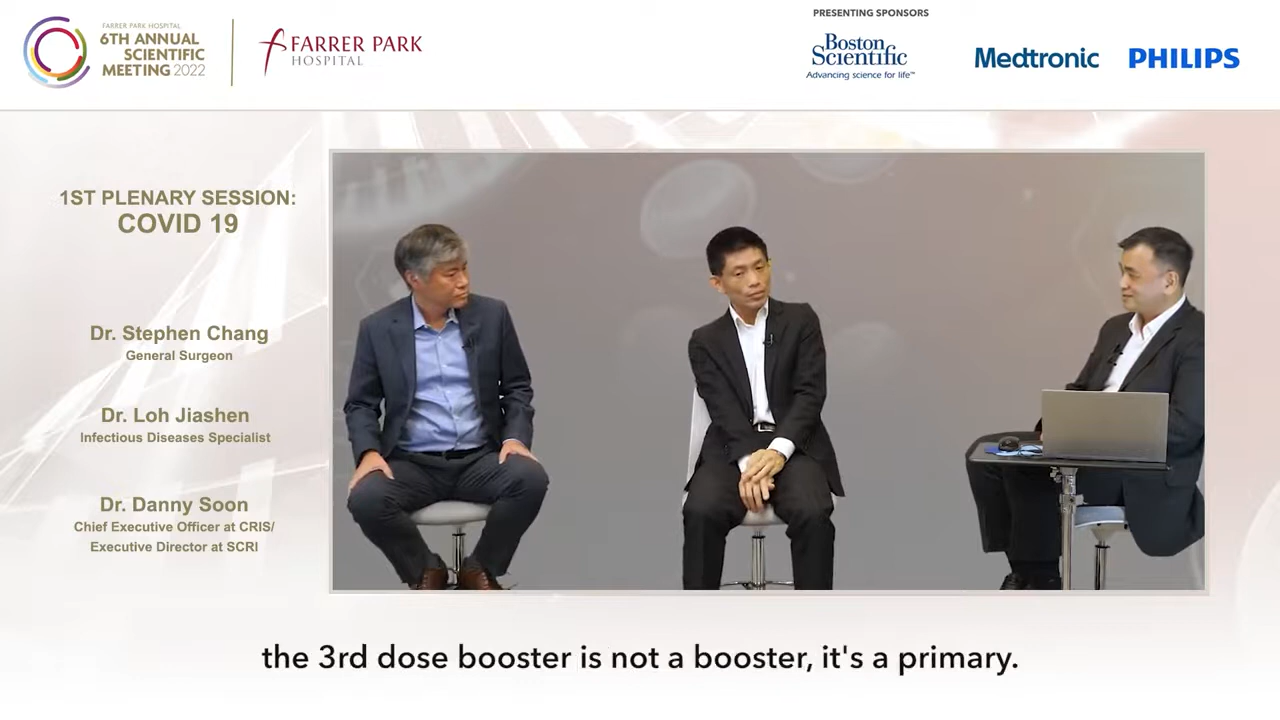 FARRER PARK HOSPITAL
6TH ANNUAL
SCIENTIFIC
MEETING 2022
FARRER PARK
HOSPITAL
PRESENTING SPONSORS
Boston
Scientific
Advancing science for life™
Medtronic
PHILIPS
1ST PLENARY SESSION:
COVID 19
Dr. Stephen Chang
General Surgeon
Dr. Loh Jiashen
Infectious Diseases Specialist
Dr. Danny Soon
Chief Executive Officer at CRIS/
Executive Director at SCRI
the 3rd dose booster is not a booster, it's a primary.